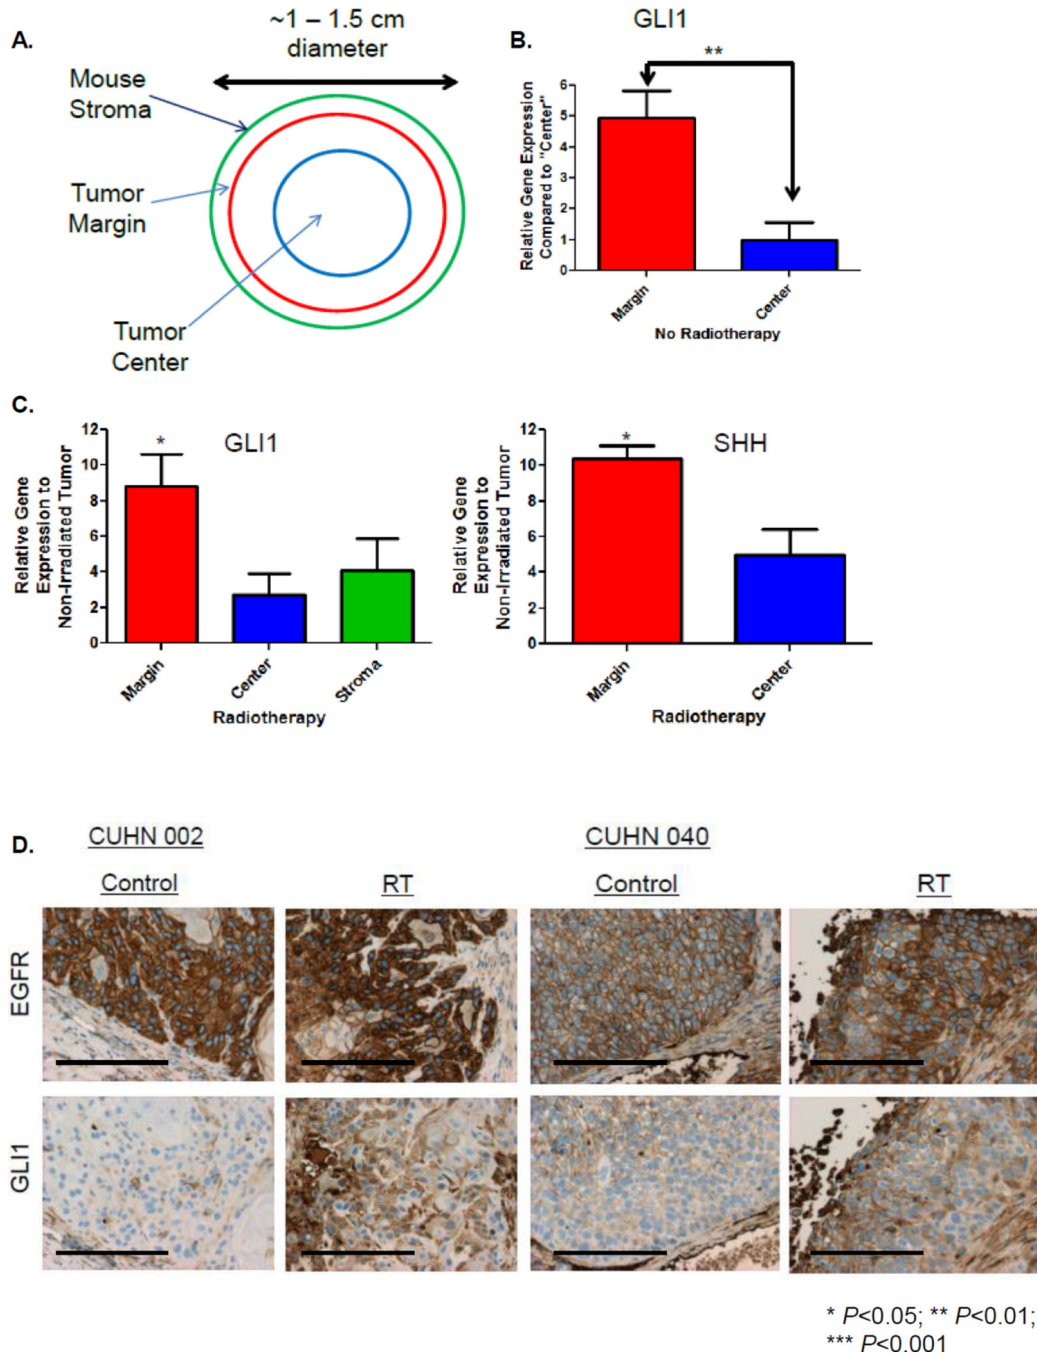 A.
~1 – 1.5 cm
diameter
Mouse
Stroma
Tumor
Margin
Tumor
Center
B.
GLI1
**
Relative Gene Expression
Compared to "Center"
6
5
4
3
2
1
0
Margin
Center
No Radiotherapy
C.
GLI1
*
Relative Gene
Expression to
Non-Irradiated Tumor
12
10
8
6
4
2
0
Margin
Center
Stroma
Radiotherapy
SHH
*
Relative Gene
Expression to
Non-Irradiated Tumor
12
10
8
6
4
2
0
Margin
Center
Radiotherapy
D.
CUHN 002
CUHN 040
Control
RT
Control
RT
EGFR
GLI1
* P<0.05; ** P<0.01;
*** P<0.001